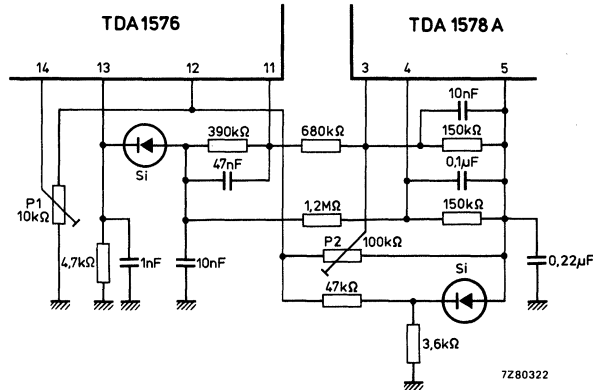 TDA1576
TDA 1578 A
14
13
12
11
3
4
5
10nF
390kΩ
680kΩ
150kΩ
Si
47nF
0,1µF
P1
10kΩ
1,2MΩ
150kΩ
P2
100kΩ
4,7kΩ
1nF
10nF
Si
0,22µF
47kΩ
3,6kΩ
7Z80322